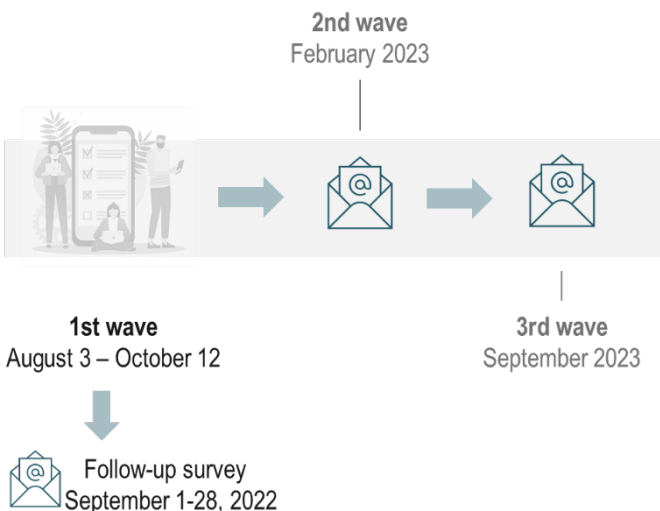 2nd wave
February 2023
@
@
1st wave
August 3 – October 12
3rd wave
September 2023
@
Follow-up survey
September 1-28, 2022